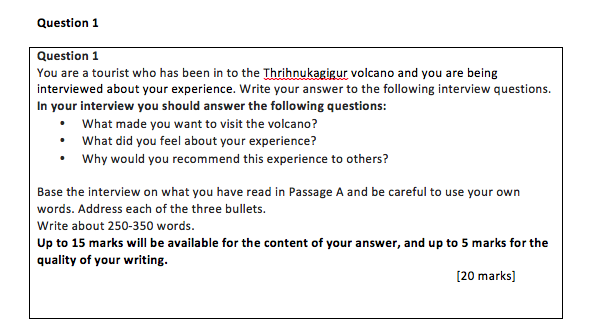 Question 1
Question 1
You are a tourist who has been in to the Thrihnukagigur volcano and you are being
interviewed about your experience. Write your answer to the following interview questions.
In your interview you should answer the following questions:
• What made you want to visit the volcano?
• What did you feel about your experience?
• Why would you recommend this experience to others?
Base the interview on what you have read in Passage A and be careful to use your own
words. Address each of the three bullets.
Write about 250-350 words.
Up to 15 marks will be available for the content of your answer, and up to 5 marks for the
quality of your writing.
[20 marks]